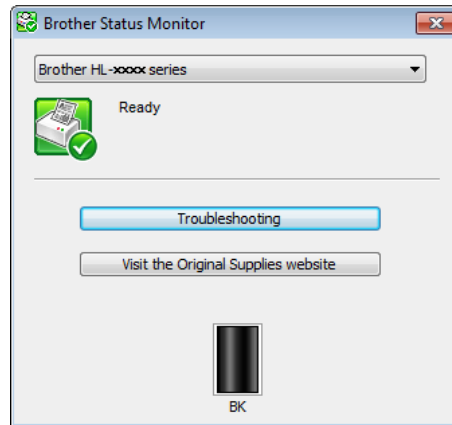 Brother Status Monitor
Brother HL-xxxx series
Ready
Troubleshooting
Visit the Original Supplies website
BK